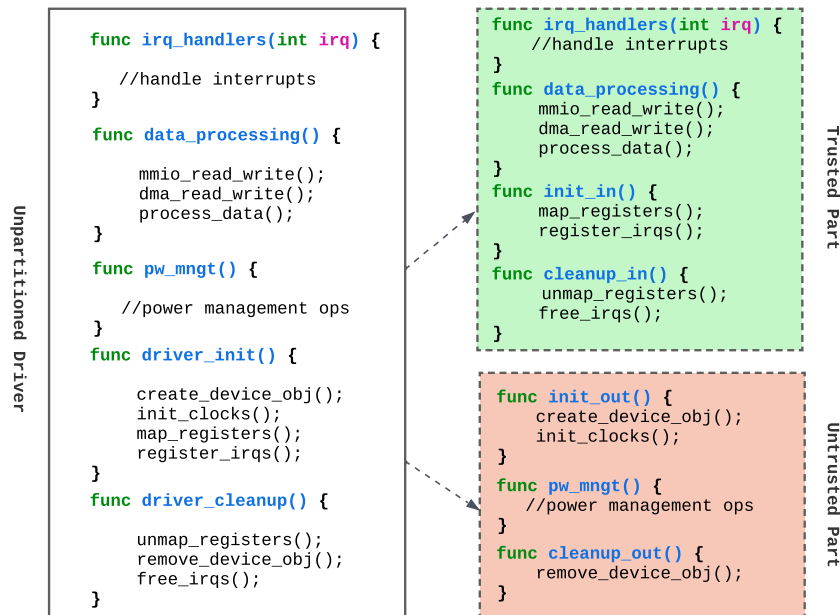 Unpartitioned Driver
func irq_handlers(int irq) {
//handle interrupts
}
func data_processing() {
mmio_read_write();
dma_read_write();
process_data();
}
func pw_mngt() {
//power management ops
}
func driver_init() {
create_device_obj();
init_clocks();
map_registers();
register_irqs();
}
func driver_cleanup() {
unmap_registers();
remove_device_obj();
free_irqs();
}
func irq_handlers(int irq) {
//handle interrupts
}
func data_processing() {
mmio_read_write();
dma_read_write();
process_data();
}
func init_in() {
map_registers();
register_irqs();
}
func cleanup_in() {
unmap_registers();
free_irqs();
}
Trusted Part
func init_out() {
create_device_obj();
init_clocks();
}
func pw_mngt() {
//power management ops
}
func cleanup_out() {
remove_device_obj();
}
Untrusted Part